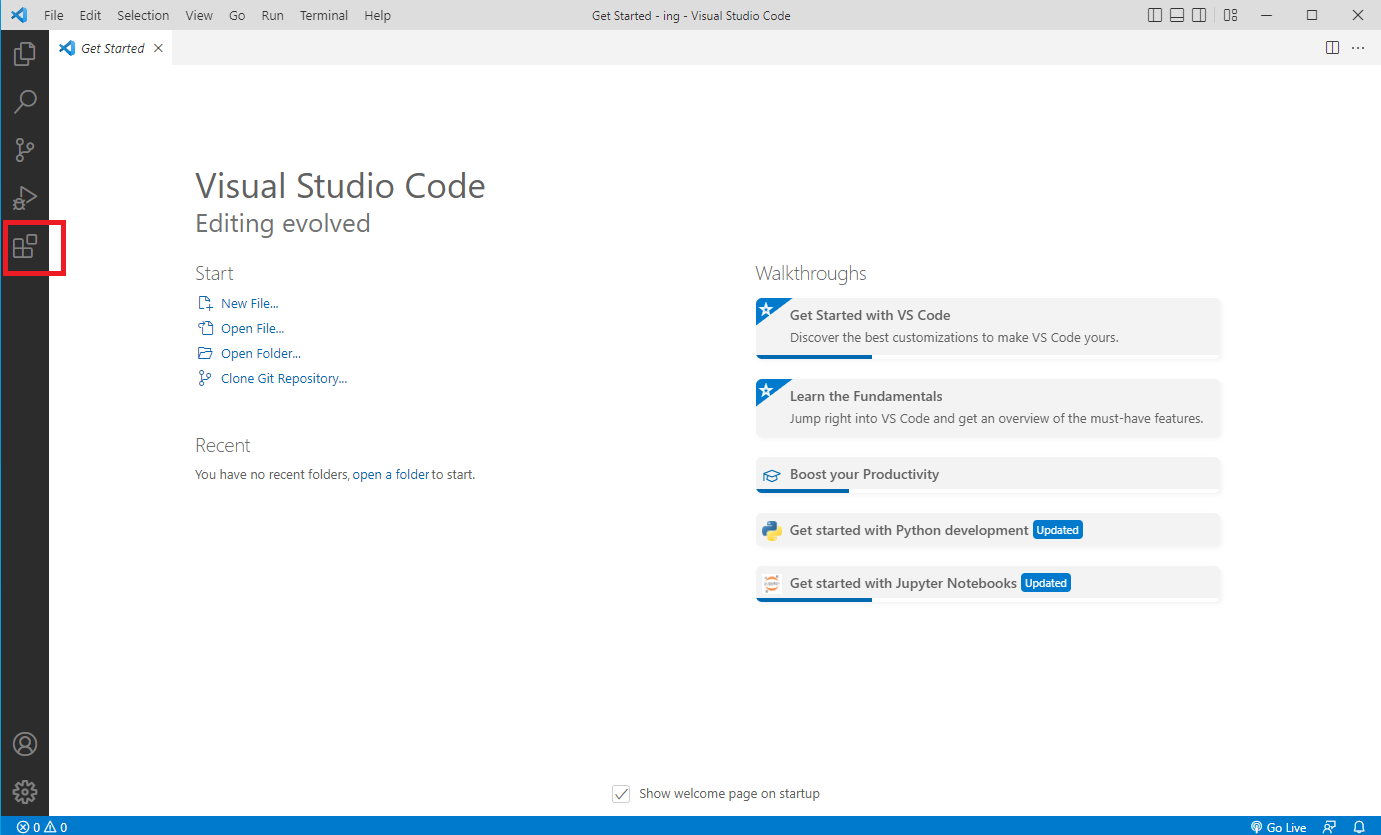 File Edit Selection View Go Run Terminal Help
Get Started - ing - Visual Studio Code
Get Started
Visual Studio Code
Editing evolved
Start
New File...
Open File...
Open Folder...
Clone Git Repository...
Recent
You have no recent folders, open a folder to start.
Walkthroughs
Get Started with VS Code
Discover the best customizations to make VS Code yours.
Learn the Fundamentals
Jump right into VS Code and get an overview of the must-have features.
Boost your Productivity
Get started with Python development Updated
Get started with Jupyter Notebooks Updated
Show welcome page on startup
0 0
Go Live